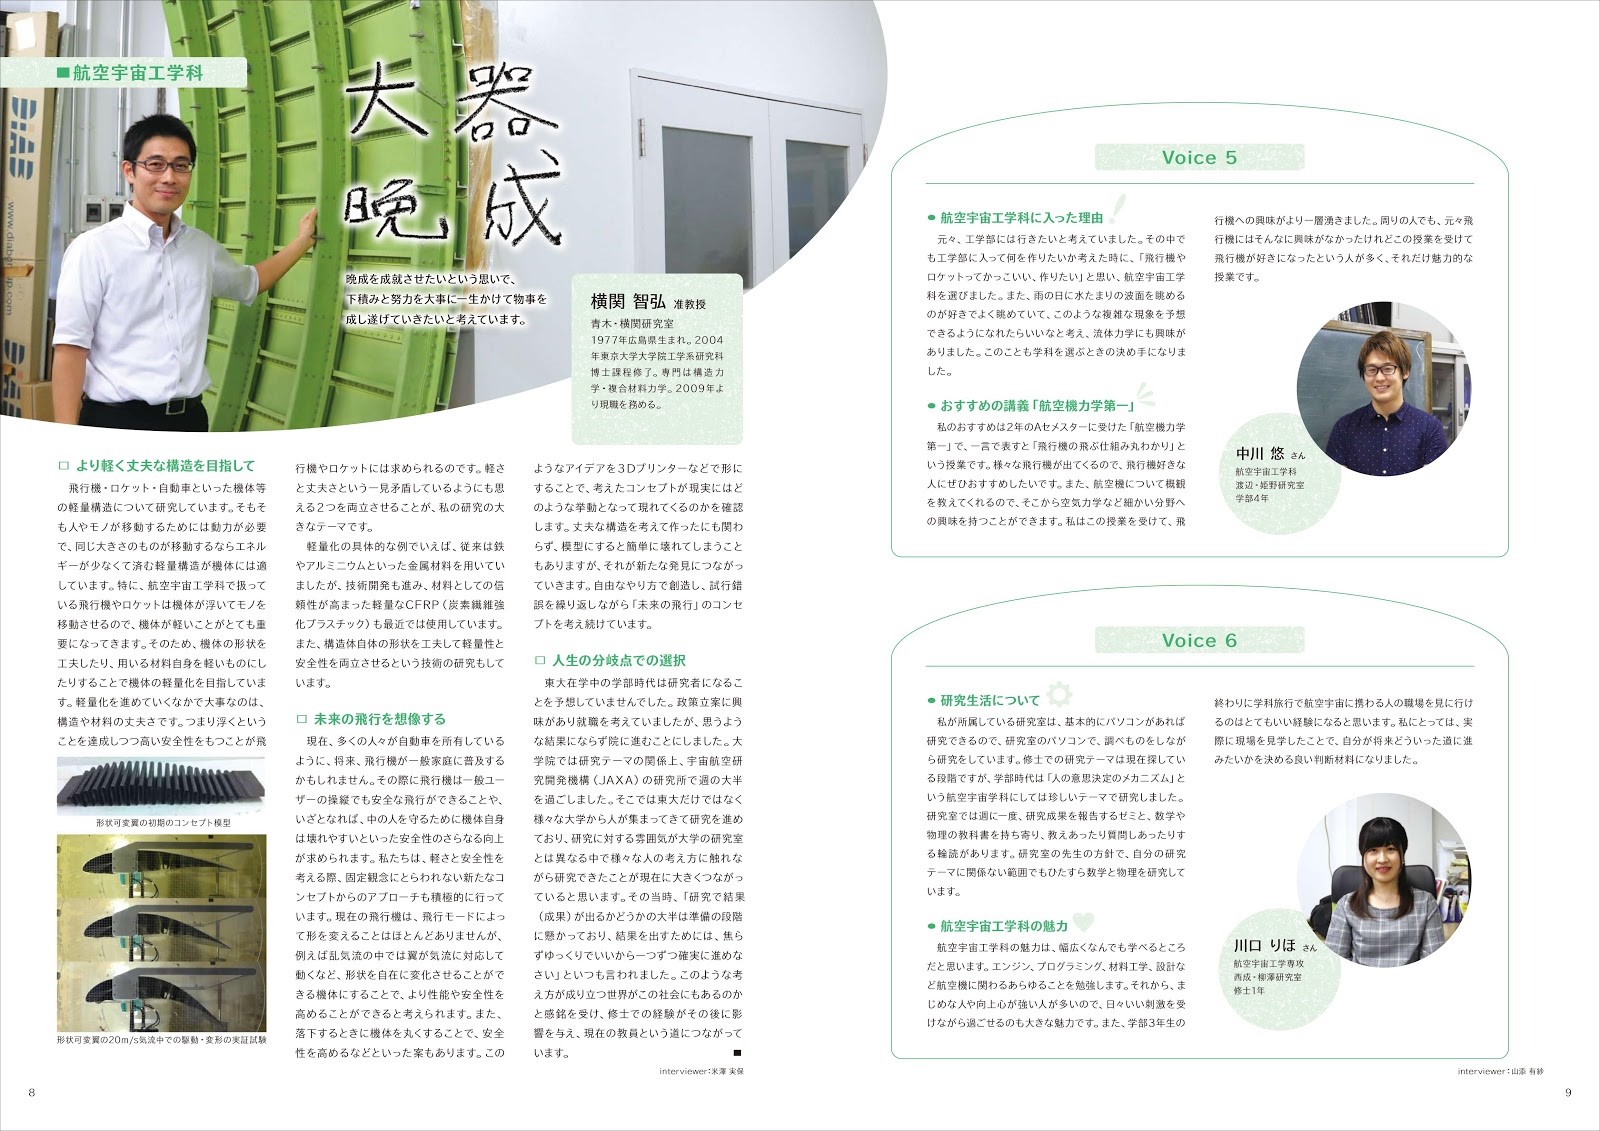 ■航空宇宙工学科
大器
晩成
晩成を成就させたいという思いで、
下積みと努力を大事に一生かけて物事を
成し遂げていきたいと考えています。
横関 智弘 准教授
青木・横関研究室
1977年広島県生まれ。2004
年東京大学大学院工学系研究科
博士課程修了。専門は構造力
学・複合材料力学。2009年よ
り現職を務める。
□ より軽く丈夫な構造を目指して
飛行機・ロケット・自動車といった機体等
の軽量構造について研究しています。そもそ
も人やモノが移動するためには動力が必要
で、同じ大きさのものが移動するならエネル
ギーが少なくて済む軽量構造が機体には適
しています。特に、航空宇宙工学科で扱って
いる飛行機やロケットは機体が浮いてモノを
移動させるので、機体が軽いことがとても重
要になってきます。そのため、機体の形状を
工夫したり、用いる材料自身を軽いものにし
たりすることで機体の軽量化を目指していま
す。軽量化を進めていくなかで大事なのは、
構造や材料の丈夫さです。つまり浮くという
ことを達成しつつ高い安全性をもつことが飛
形状可変翼の初期のコンセプト模型
形状可変翼の20m/s気流中での駆動・変形の実証試験
行機やロケットには求められるのです。軽さ
と丈夫さという一見矛盾しているようにも思
える2つを両立させることが、私の研究の大
きなテーマです。
軽量化の具体的な例でいえば、従来は鉄
やアルミニウムといった金属材料を用いてい
ましたが、技術開発も進み、材料としての信
頼性が高まった軽量なCFRP(炭素繊維強
化プラスチック)も最近では使用しています。
また、構造体自体の形状を工夫して軽量性と
安全性を両立させるという技術の研究もして
います。
□ 未来の飛行を想像する
現在、多くの人々が自動車を所有している
ように、将来、飛行機が一般家庭に普及する
かもしれません。その際に飛行機は一般ユー
ザーの操縦でも安全な飛行ができることや、
いざとなれば、中の人を守るために機体自身
は壊れやすいといった安全性のさらなる向上
が求められます。私たちは、軽さと安全性を
考える際、固定観念にとらわれない新たなコ
ンセプトからのアプローチも積極的に行って
います。現在の飛行機は、飛行モードによっ
て形を変えることはほとんどありませんが、
例えば乱気流の中では翼が気流に対応して
動くなど、形状を自在に変化させることがで
きる機体にすることで、より性能や安全性を
高めることができると考えられます。また、
落下するときに機体を丸くすることで、安全
性を高めるなどといった案もあります。この
ようなアイデアを3Dプリンターなどで形に
することで、考えたコンセプトが現実にはど
のような挙動となって現れてくるのかを確認
します。丈夫な構造を考えて作ったにも関わ
らず、模型にすると簡単に壊れてしまうこと
もありますが、それが新たな発見につながっ
ていきます。自由なやり方で創造し、試行錯
誤を繰り返しながら「未来の飛行」のコンセ
プトを考え続けています。
□ 人生の分岐点での選択
東大在学中の学部時代は研究者になるこ
とを予想していませんでした。政策立案に興
味があり就職を考えていましたが、思うよう
な結果にならず院に進むことにしました。大
学院では研究テーマの関係上、宇宙航空研
究開発機構(JAXA)の研究所で週の大半
を過ごしました。そこでは東大だけではなく
様々な大学から人が集まってきて研究を進め
ており、研究に対する雰囲気が大学の研究室
とは異なる中で様々な人の考え方に触れな
がら研究できたことが現在に大きくつながっ
ていると思います。その当時、「研究で結果
(成果)が出るかどうかの大半は準備の段階
に懸かっており、結果を出すためには、焦ら
ずゆっくりでいいから一つずつ確実に進めな
さい」といつも言われました。このような考
え方が成り立つ世界がこの社会にもあるのか
と感銘を受け、修士での経験がその後に影
響を与え、現在の教員という道につながって
います。 ■
interviewer:米澤 実保
8
Voice 5
● 航空宇宙工学科に入った理由
元々、工学部には行きたいと考えていました。その中で
も工学部に入って何を作りたいか考えた時に、「飛行機や
ロケットってかっこいい、作りたい」と思い、航空宇宙工学
科を選びました。また、雨の日に水たまりの波面を眺める
のが好きでよく眺めていて、このような複雑な現象を予想
できるようになれたらいいなと考え、流体力学にも興味が
ありました。このことも学科を選ぶときの決め手になりま
した。
● おすすめの講義「航空機力学第一」
私のおすすめは2年のAセメスターに受けた「航空機力学
第一」で、一言で表すと「飛行機の飛ぶ仕組み丸わかり」と
いう授業です。様々な飛行機が出てくるので、飛行機好きな
人にぜひおすすめしたいです。また、航空機について概観
を教えてくれるので、そこから空気力学など細かい分野へ
の興味を持つことができます。私はこの授業を受けて、飛
行機への興味がより一層湧きました。周りの人でも、元々飛
行機にはそんなに興味がなかったけれどこの授業を受けて
飛行機が好きになったという人が多く、それだけ魅力的な
授業です。
中川 悠 さん
航空宇宙工学科
渡辺・姫野研究室
学部4年
Voice 6
● 研究生活について
私が所属している研究室は、基本的にパソコンがあれば
研究できるので、研究室のパソコンで、調べものをしなが
ら研究をしています。修士での研究テーマは現在探してい
る段階ですが、学部時代は「人の意思決定のメカニズム」と
いう航空宇宙学科にしては珍しいテーマで研究しました。
研究室では週に一度、研究成果を報告するゼミと、数学や
物理の教科書を持ち寄り、教えあったり質問しあったりす
る輪読があります。研究室の先生の方針で、自分の研究
テーマに関係ない範囲でもひたすら数学と物理を研究して
います。
● 航空宇宙工学科の魅力
航空宇宙工学科の魅力は、幅広くなんでも学べるところ
だと思います。エンジン、プログラミング、材料工学、設計な
ど航空機に関わるあらゆることを勉強します。それから、ま
じめな人や向上心が強い人が多いので、日々いい刺激を受
けながら過ごせるのも大きな魅力です。また、学部3年生の
終わりに学科旅行で航空宇宙に携わる人の職場を見に行け
るのはとてもいい経験になると思います。私にとっては、実
際に現場を見学したことで、自分が将来どういった道に進
みたいかを決める良い判断材料になりました。
川口 りほ さん
航空宇宙工学専攻
西成・柳澤研究室
修士1年
interviewer:山添 有紗
9